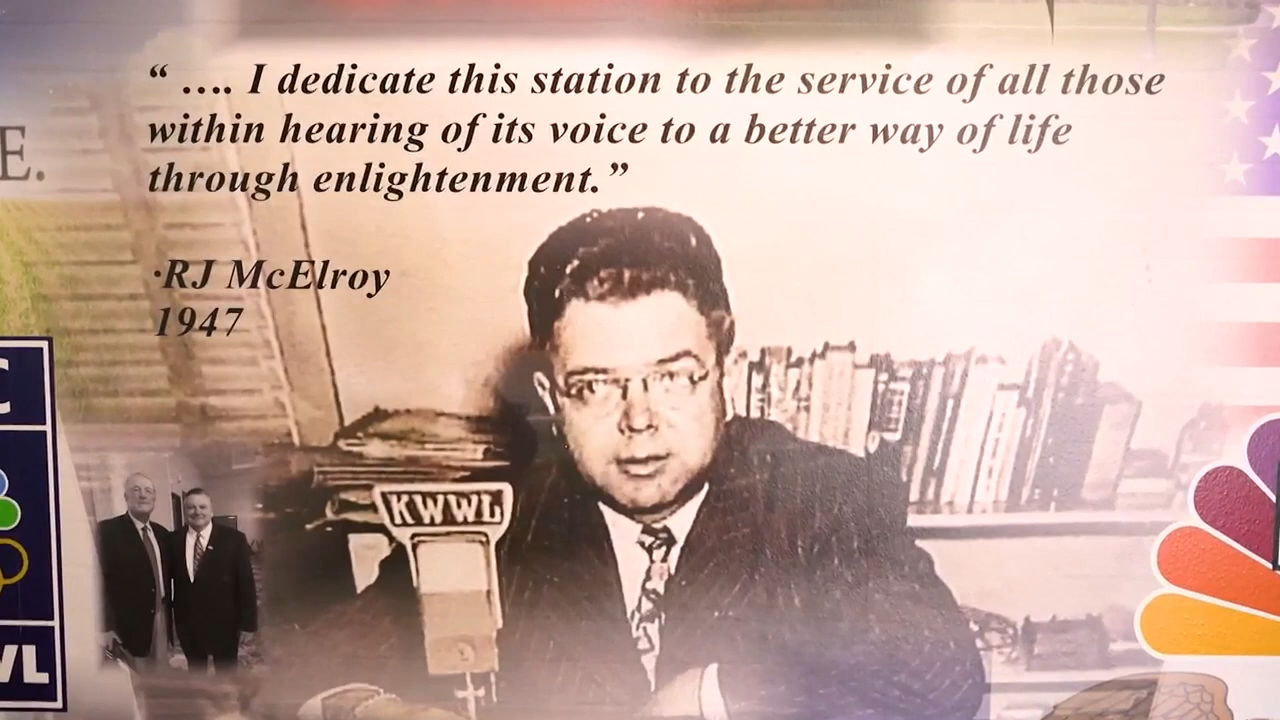 “ .... I dedicate this station to the service of all those
within hearing of its voice to a better way of life
through enlightenment.”
E.
·RJ McElroy
1947
C
KWWL
WL